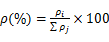 ρ(%) = ρᵢ / Σ ρⱼ × 100